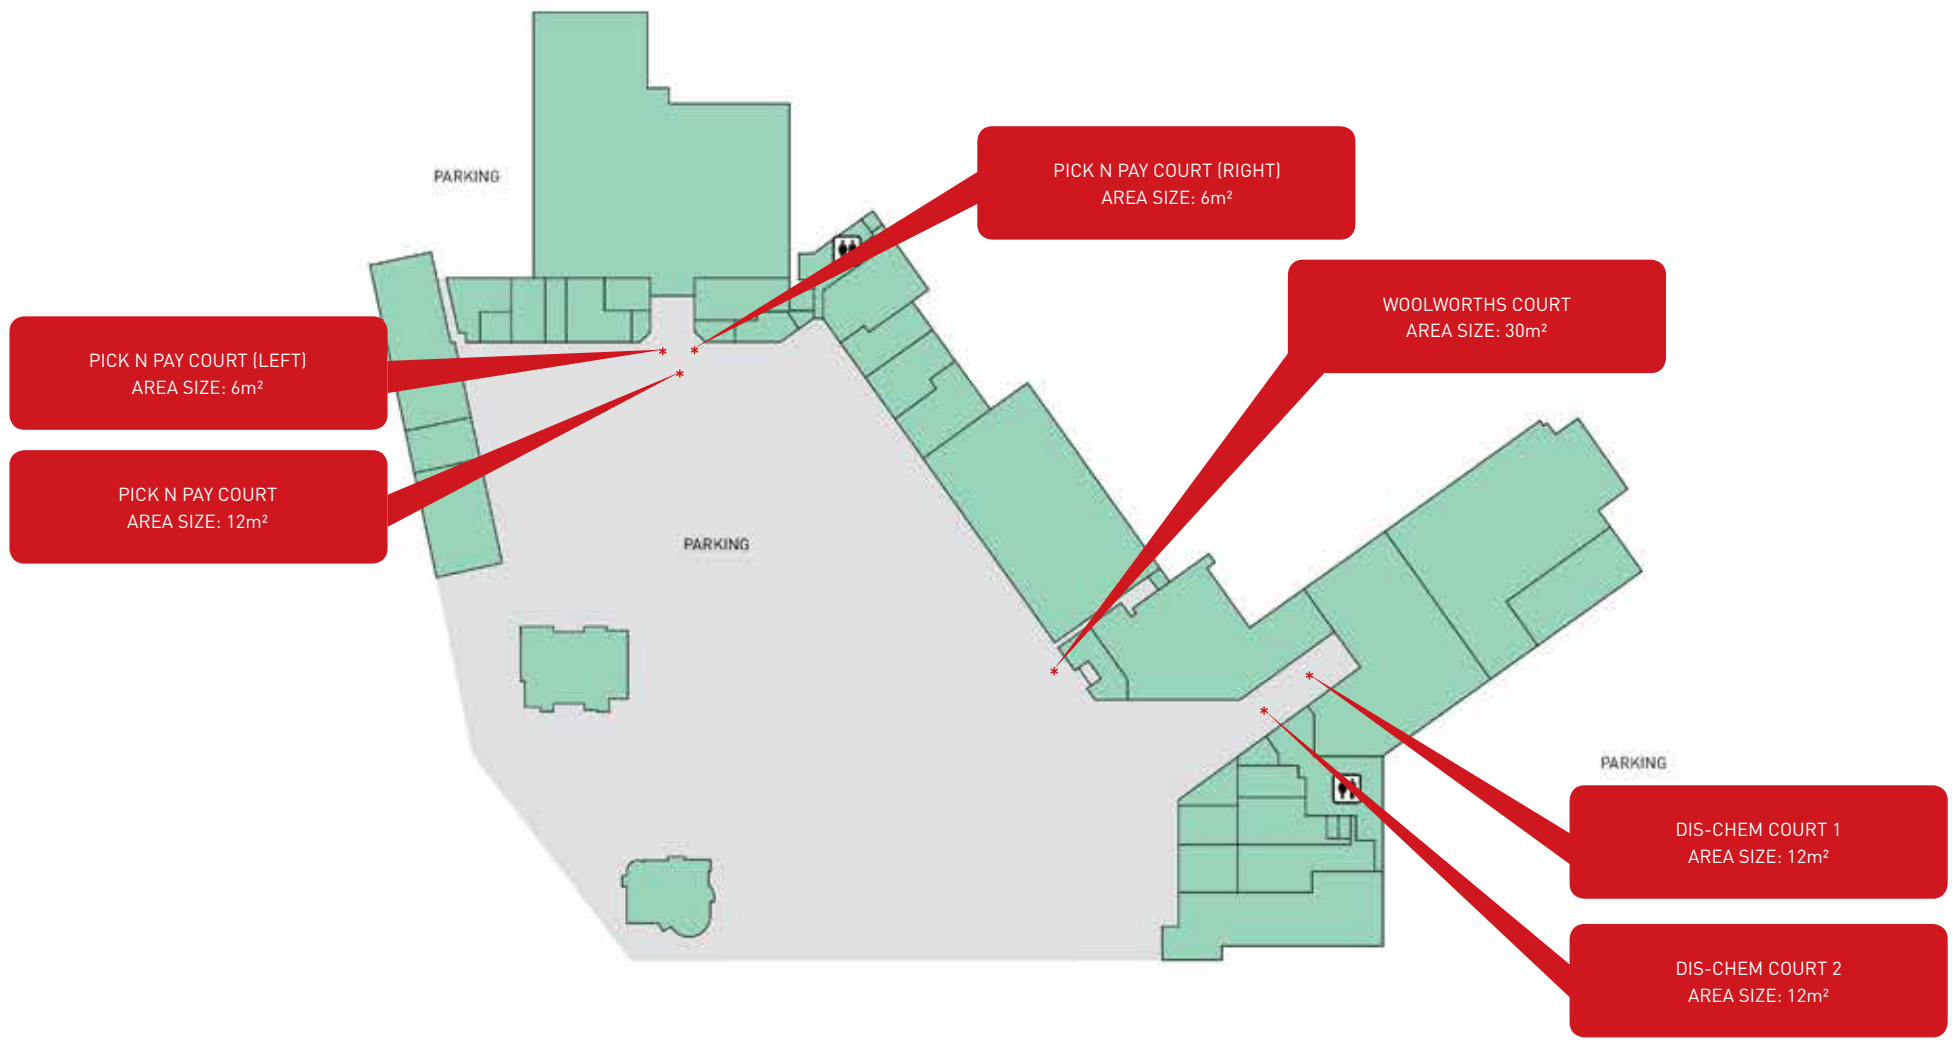 PARKING
PICK N PAY COURT (RIGHT)
AREA SIZE: 6m²
WOOLWORTHS COURT
AREA SIZE: 30m²
PICK N PAY COURT (LEFT)
AREA SIZE: 6m²
PICK N PAY COURT
AREA SIZE: 12m²
PARKING
PARKING
DIS-CHEM COURT 1
AREA SIZE: 12m²
DIS-CHEM COURT 2
AREA SIZE: 12m²